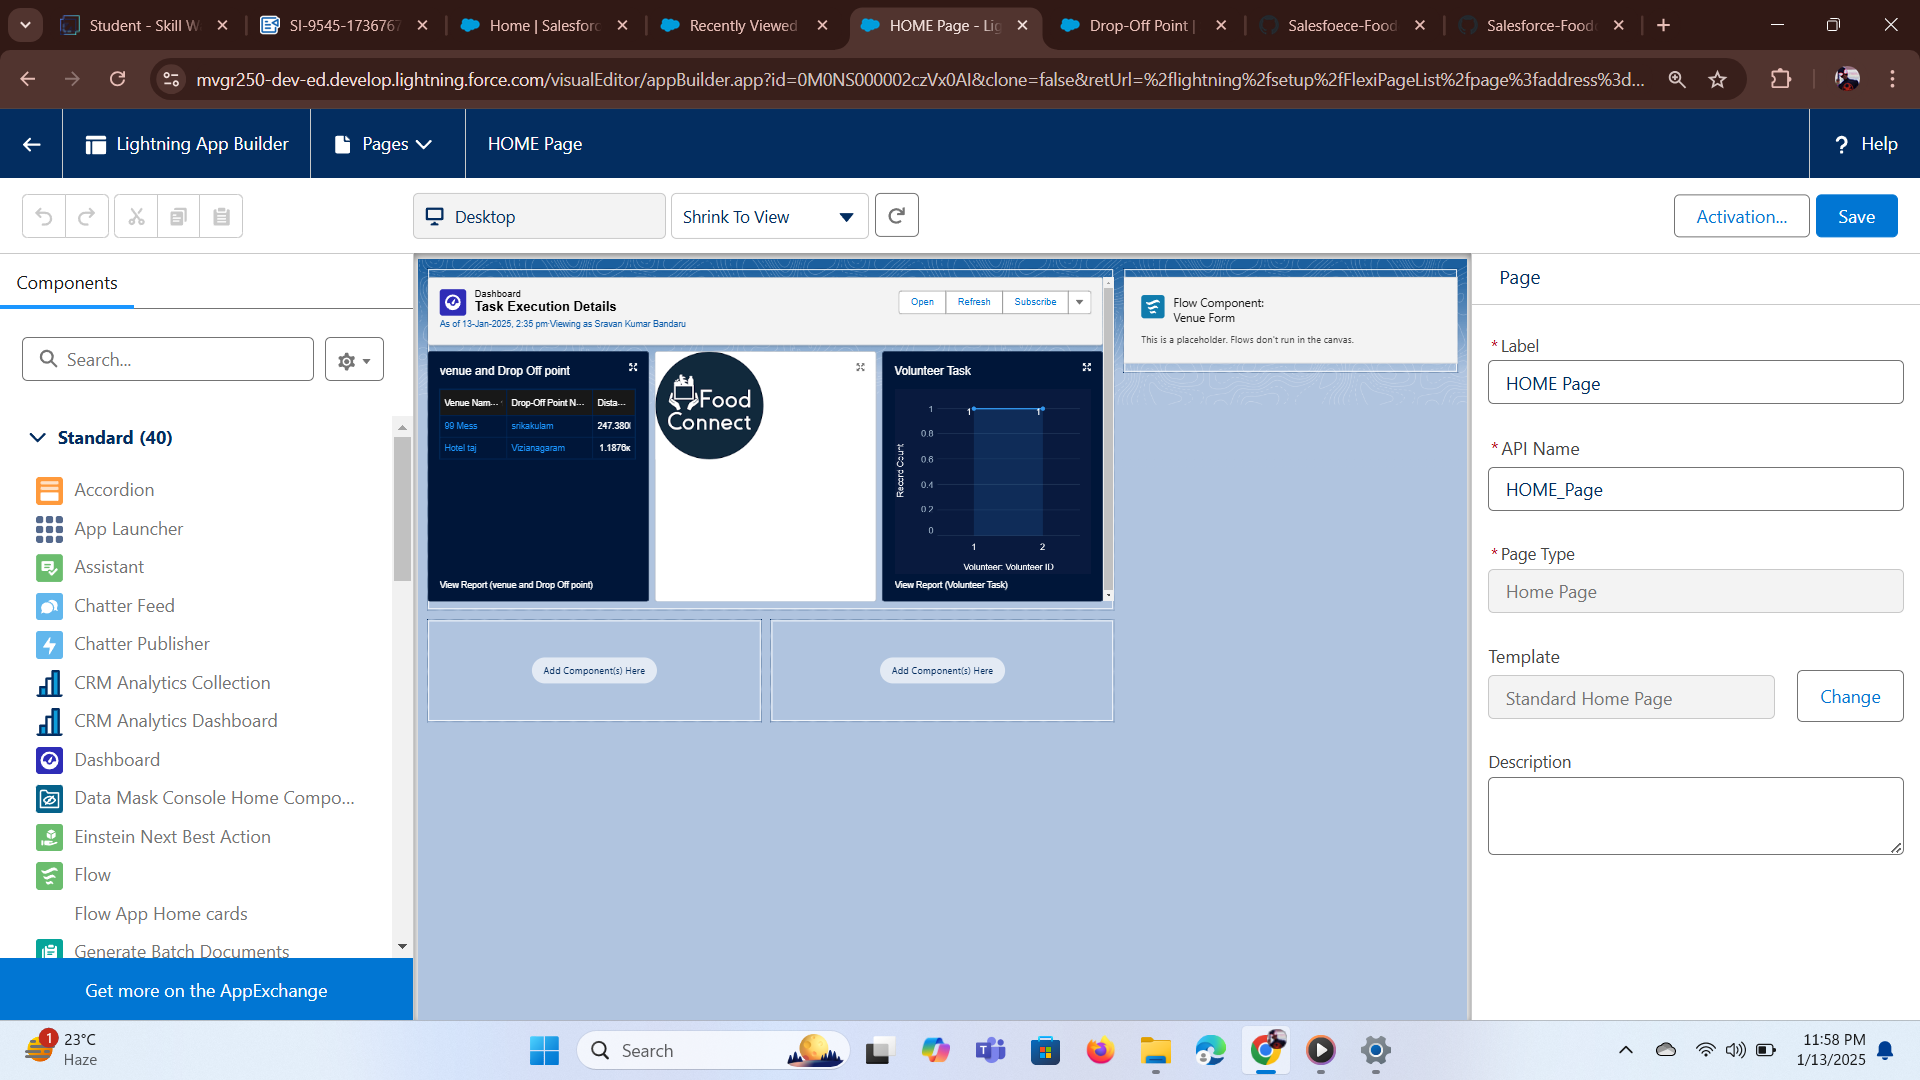 Student - Skill W
SI-9545-1736767
Home | Salesforc
Recently Viewed
HOME Page - Lig
Drop-Off Point |
Salesfoece-Food
Salesforce-Food
mvgr250-dev-ed.develop.lightning.force.com/visualEditor/appBuilder.app?id=0M0NS000002czVx0AI&clone=false&retUrl=%2flightning%2fsetup%2fFlexiPageList%2fpage%3faddress%3d...
Lightning App Builder
Pages
HOME Page
? Help
Desktop
Shrink To View
Activation...
Save
Components
Search...
Standard (40)
Accordion
App Launcher
Assistant
Chatter Feed
Chatter Publisher
CRM Analytics Collection
CRM Analytics Dashboard
Dashboard
Data Mask Console Home Compo...
Einstein Next Best Action
Flow
Flow App Home cards
Generate Batch Documents
Get more on the AppExchange
Dashboard
Task Execution Details
As of 13-Jan-2025, 2:35 pm·Viewing as Sravan Kumar Bandaru
Open
Refresh
Subscribe
venue and Drop Off point
Venue Nam...
Drop-Off Point N...
Dista...
99 Mess
srikakulam
247.380
Hotel taj
Vizianagaram
1.1876K
View Report (venue and Drop Off point)
Food
Connect
Volunteer Task
Record Count
1
0.8
0.6
0.4
0.2
0
1
1
1
2
Volunteer: Volunteer ID
View Report (Volunteer Task)
Flow Component:
Venue Form
This is a placeholder. Flows don't run in the canvas.
Add Component(s) Here
Add Component(s) Here
Page
*Label
HOME Page
*API Name
HOME_Page
*Page Type
Home Page
Template
Standard Home Page
Change
Description
1
23°C
Haze
Search
11:58 PM
1/13/2025